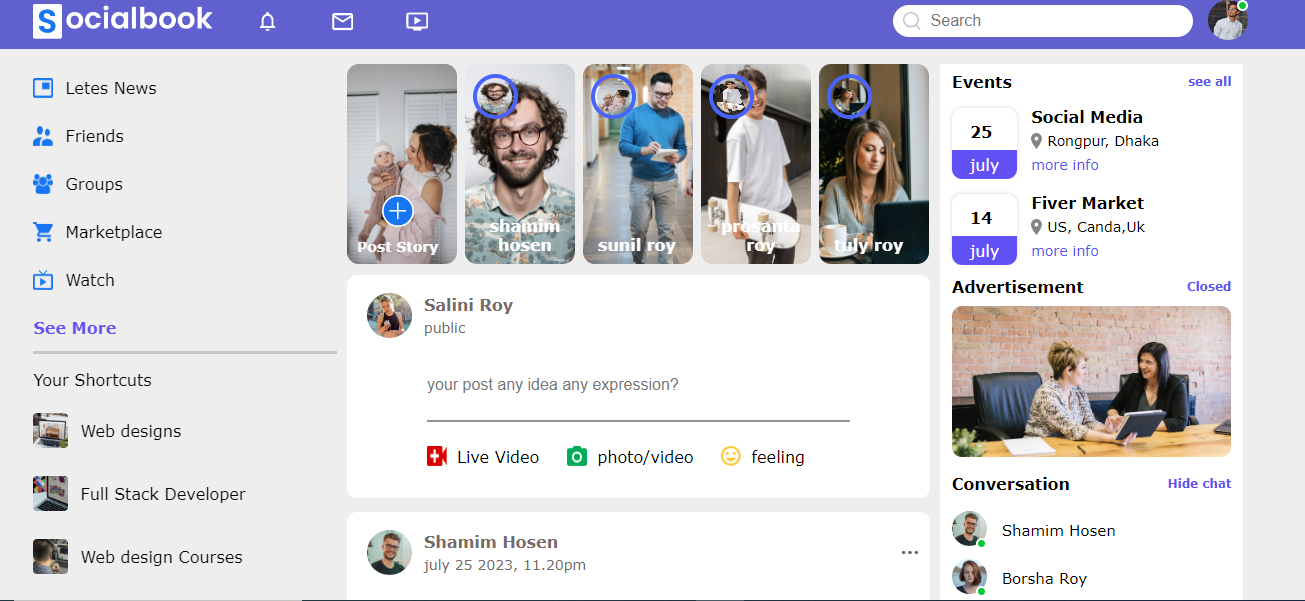 Socialbook
Search
Letes News
Friends
Groups
Marketplace
Watch
See More
Your Shortcuts
Web designs
Full Stack Developer
Web design Courses
Post Story
shamim
hosen
sunil roy
prosanta
roy
tuly roy
Salini Roy
public
your post any idea any expression?
Live Video
photo/video
feeling
Shamim Hosen
july 25 2023, 11.20pm
Events
see all
25
july
Social Media
Rongpur, Dhaka
more info
14
july
Fiver Market
US, Canda,Uk
more info
Advertisement
Closed
Conversation
Hide chat
Shamim Hosen
Borsha Roy